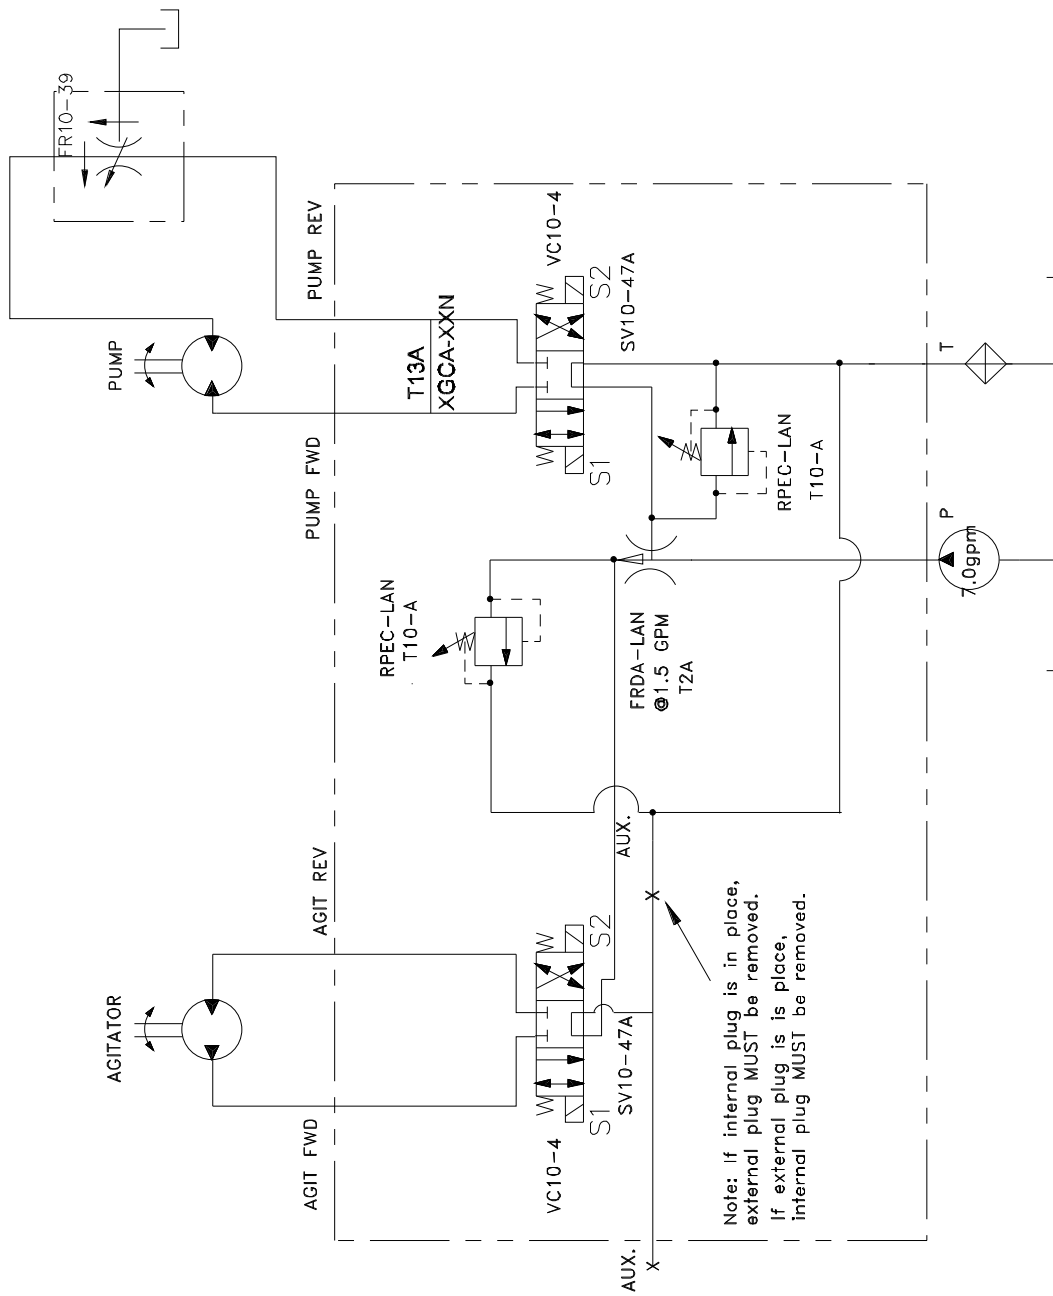 FR10-39
PUMP
PUMP REV
PUMP FWD
VC10-4
T13A
XGCA-XXN
S2
SV10-47A
S1
T
RPEC-LAN
T10-A
P
7.0gpm
RPEC-LAN
T10-A
FRDA-LAN
@1.5 GPM
T2A
AGITATOR
AGIT REV
AGIT FWD
AUX.
S2
SV10-47A
S1
VC10-4
Note: If internal plug is in place,
external plug MUST be removed.
If external plug is is place,
internal plug MUST be removed.
AUX.